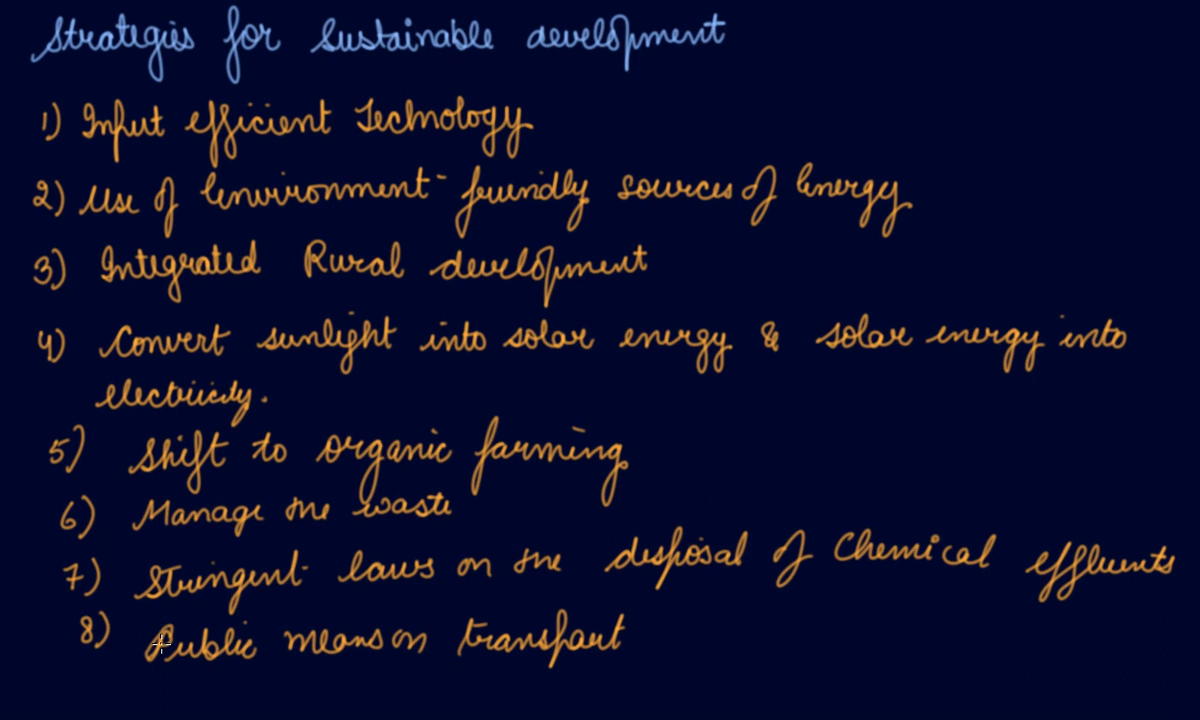 Strategies for Sustainable development
1) Input efficient Technology
2) Use of Environment-friendly sources of Energy
3) Integrated Rural development
4) Convert sunlight into solar energy & solar energy into
electricity.
5) Shift to organic farming
6) Manage the waste
7) Stringent laws on the disposal of Chemical effluents
8) Public means on transport